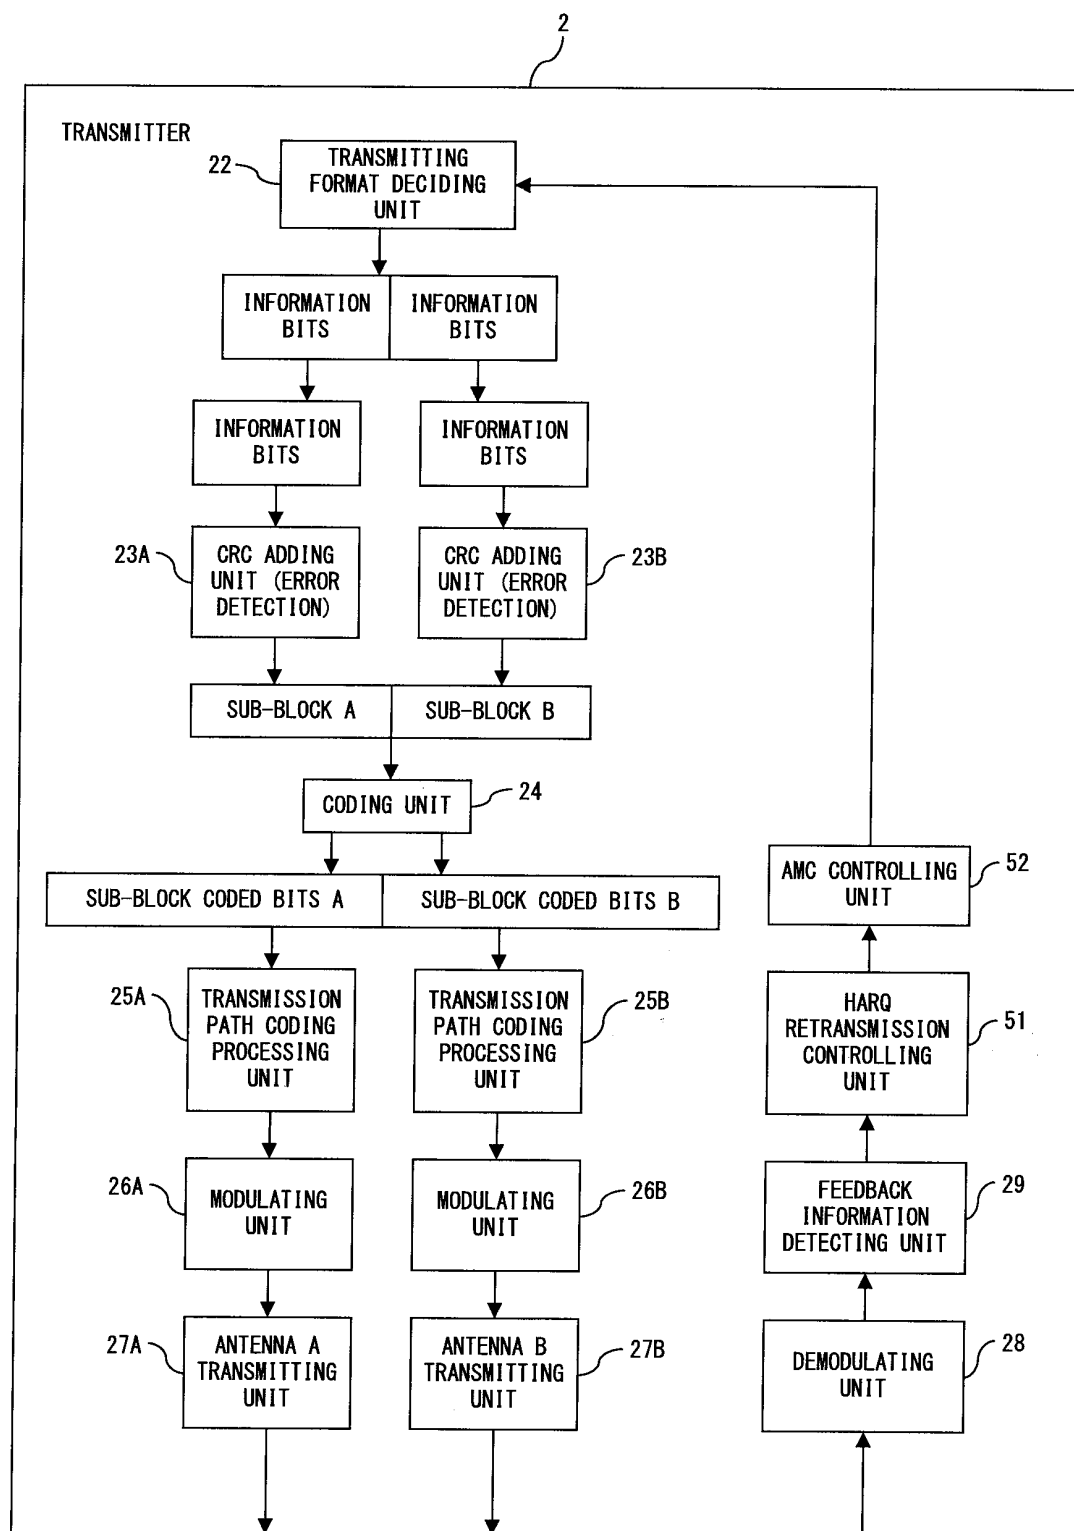 2
TRANSMITTER
22
TRANSMITTING
FORMAT DECIDING
UNIT
INFORMATION
BITS
INFORMATION
BITS
INFORMATION
BITS
INFORMATION
BITS
23A
CRC ADDING
UNIT (ERROR
DETECTION)
CRC ADDING
UNIT (ERROR
DETECTION)
23B
SUB-BLOCK A
SUB-BLOCK B
CODING UNIT
24
SUB-BLOCK CODED BITS A
SUB-BLOCK CODED BITS B
AMC CONTROLLING
UNIT
52
25A
TRANSMISSION
PATH CODING
PROCESSING
UNIT
TRANSMISSION
PATH CODING
PROCESSING
UNIT
25B
HARQ
RETRANSMISSION
CONTROLLING
UNIT
51
26A
MODULATING
UNIT
MODULATING
UNIT
26B
FEEDBACK
INFORMATION
DETECTING UNIT
29
27A
ANTENNA A
TRANSMITTING
UNIT
ANTENNA B
TRANSMITTING
UNIT
27B
DEMODULATING
UNIT
28